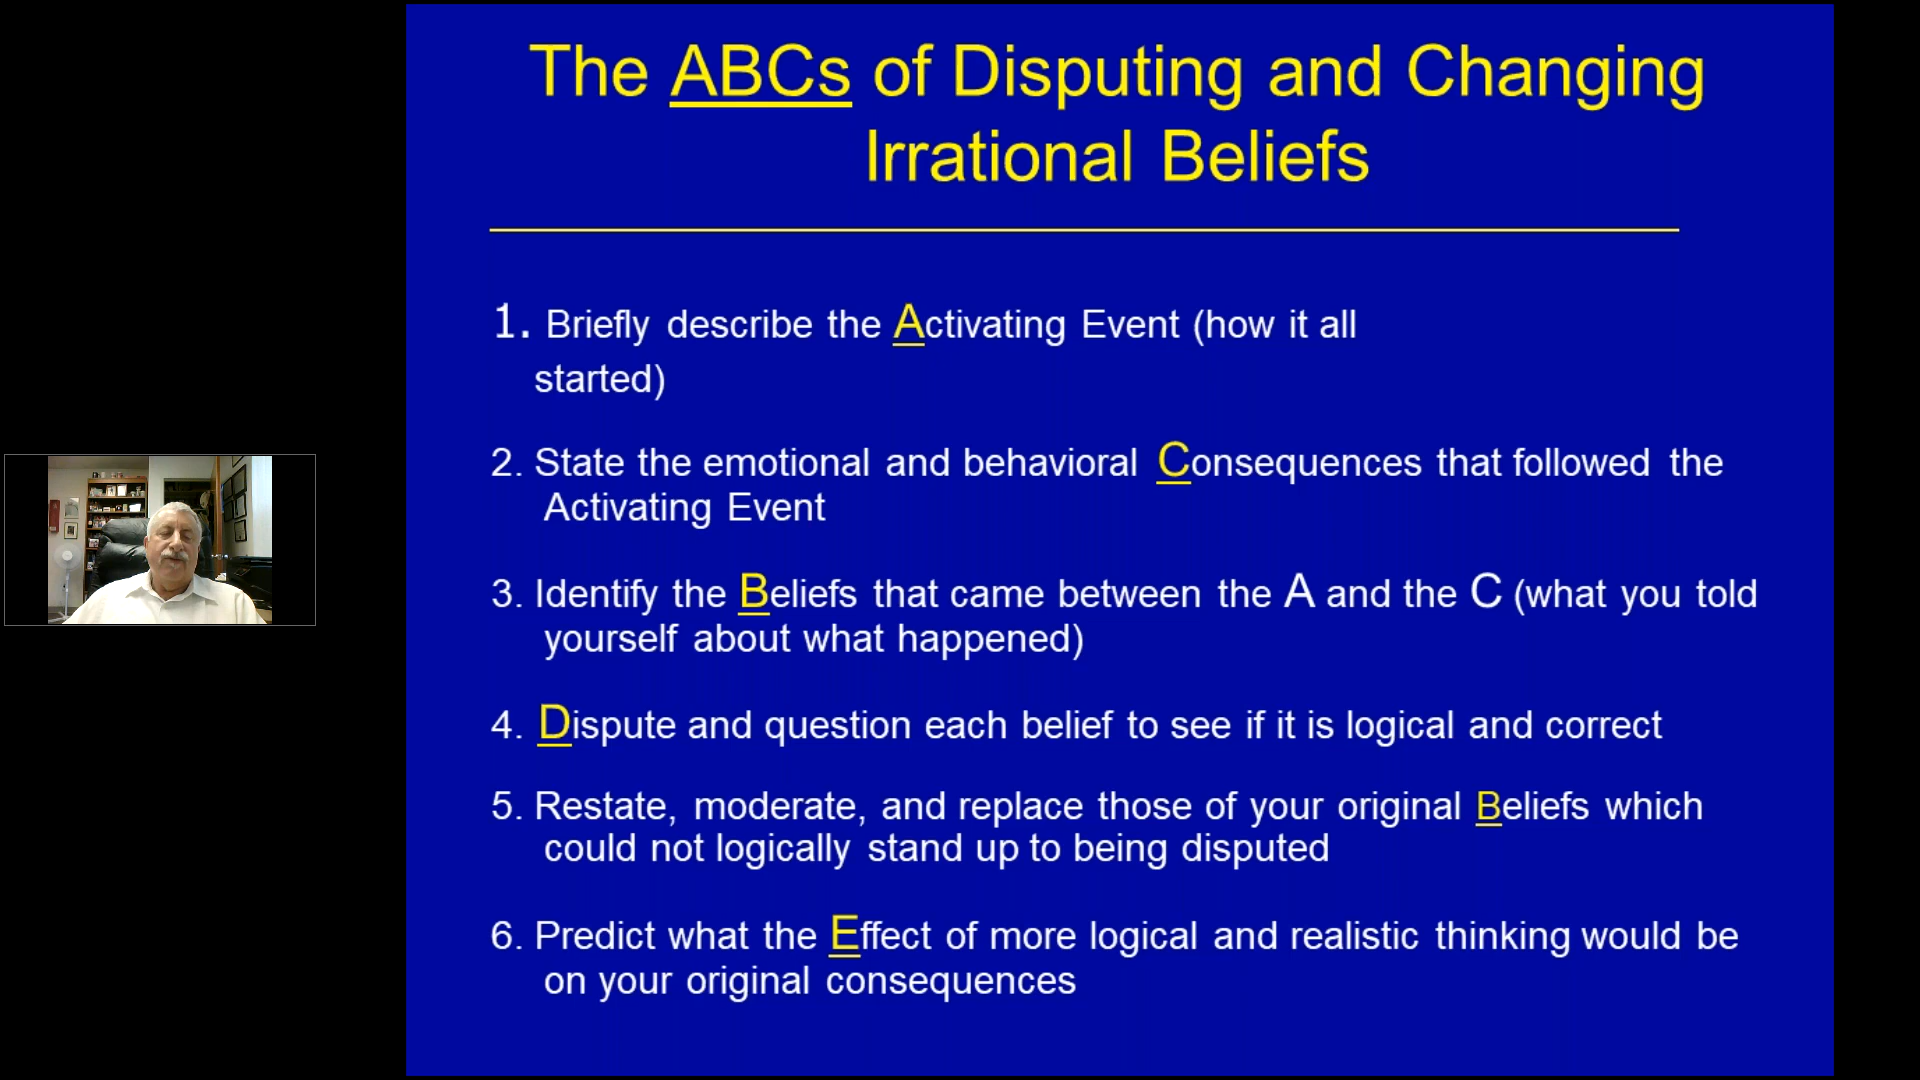 The ABCs of Disputing and Changing
Irrational Beliefs
1. Briefly describe the Activating Event (how it all
started)
2. State the emotional and behavioral Consequences that followed the
Activating Event
3. Identify the Beliefs that came between the A and the C (what you told
yourself about what happened)
4. Dispute and question each belief to see if it is logical and correct
5. Restate, moderate, and replace those of your original Beliefs which
could not logically stand up to being disputed
6. Predict what the Effect of more logical and realistic thinking would be
on your original consequences